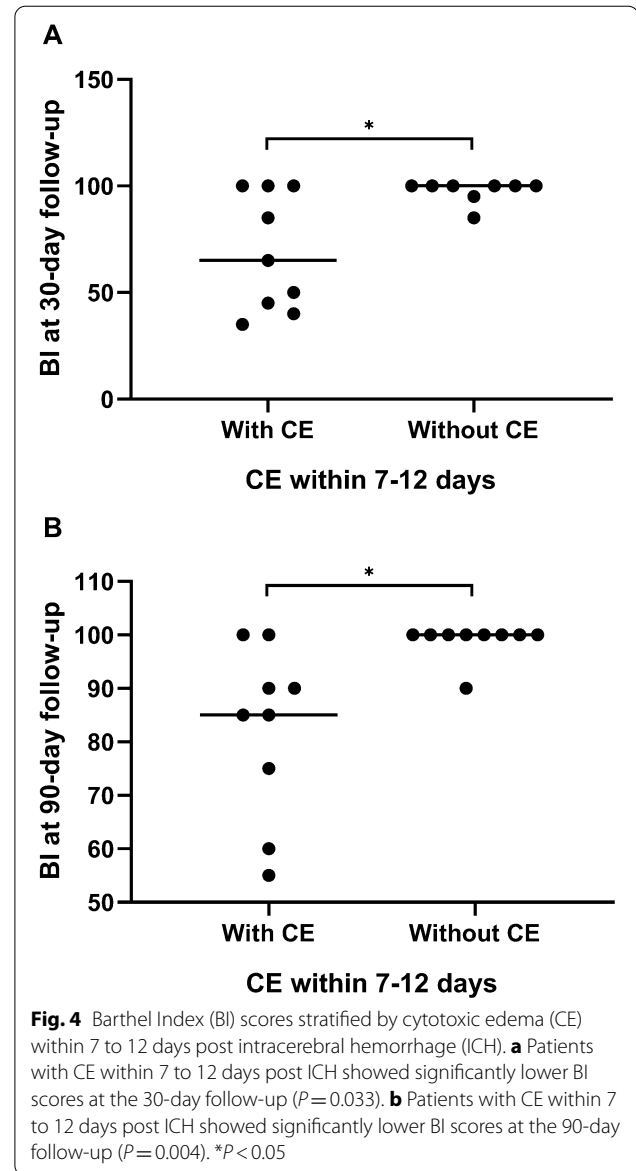 A
150
*
100
50
0
BI at 30-day follow-up
With CE
Without CE
CE within 7-12 days
B
110
*
100
90
80
70
60
50
BI at 90-day follow-up
With CE
Without CE
CE within 7-12 days
Fig. 4 Barthel Index (BI) scores stratified by cytotoxic edema (CE)
within 7 to 12 days post intracerebral hemorrhage (ICH). a Patients
with CE within 7 to 12 days post ICH showed significantly lower BI
scores at the 30-day follow-up (P = 0.033). b Patients with CE within 7
to 12 days post ICH showed significantly lower BI scores at the 90-day
follow-up (P = 0.004). *P < 0.05